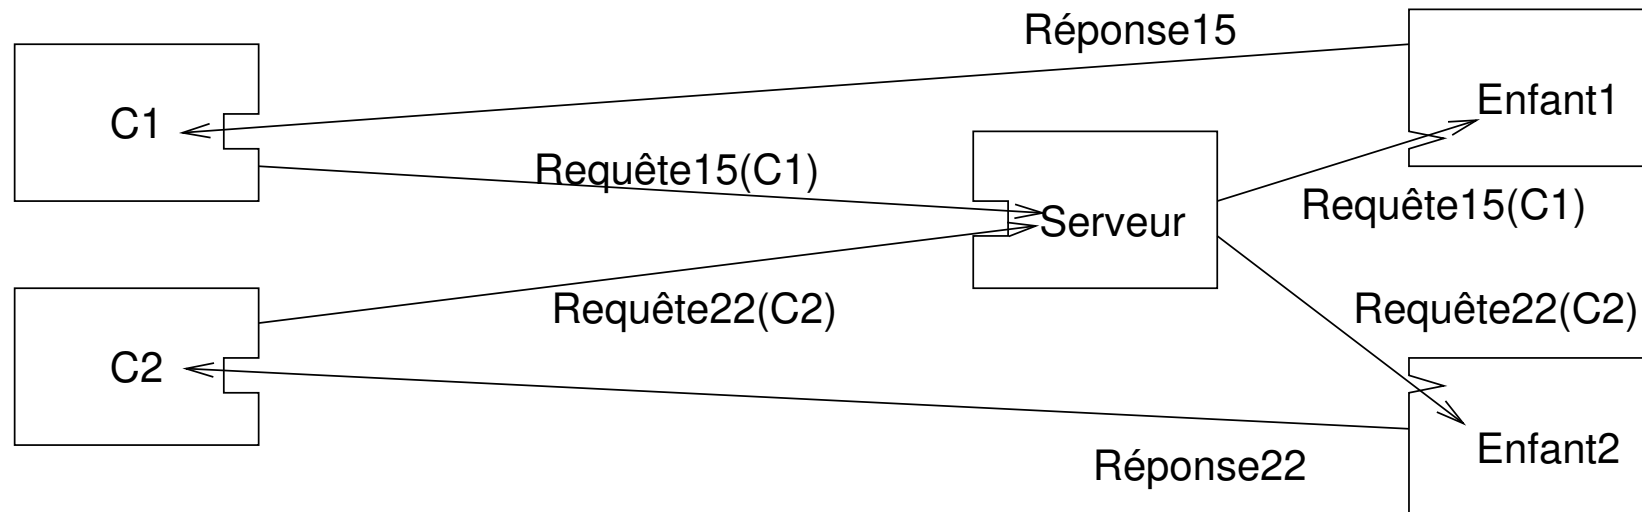 Réponse15
Enfant1
C1
Requête15(C1)
Requête15(C1)
Serveur
Requête22(C2)
Requête22(C2)
C2
Enfant2
Réponse22